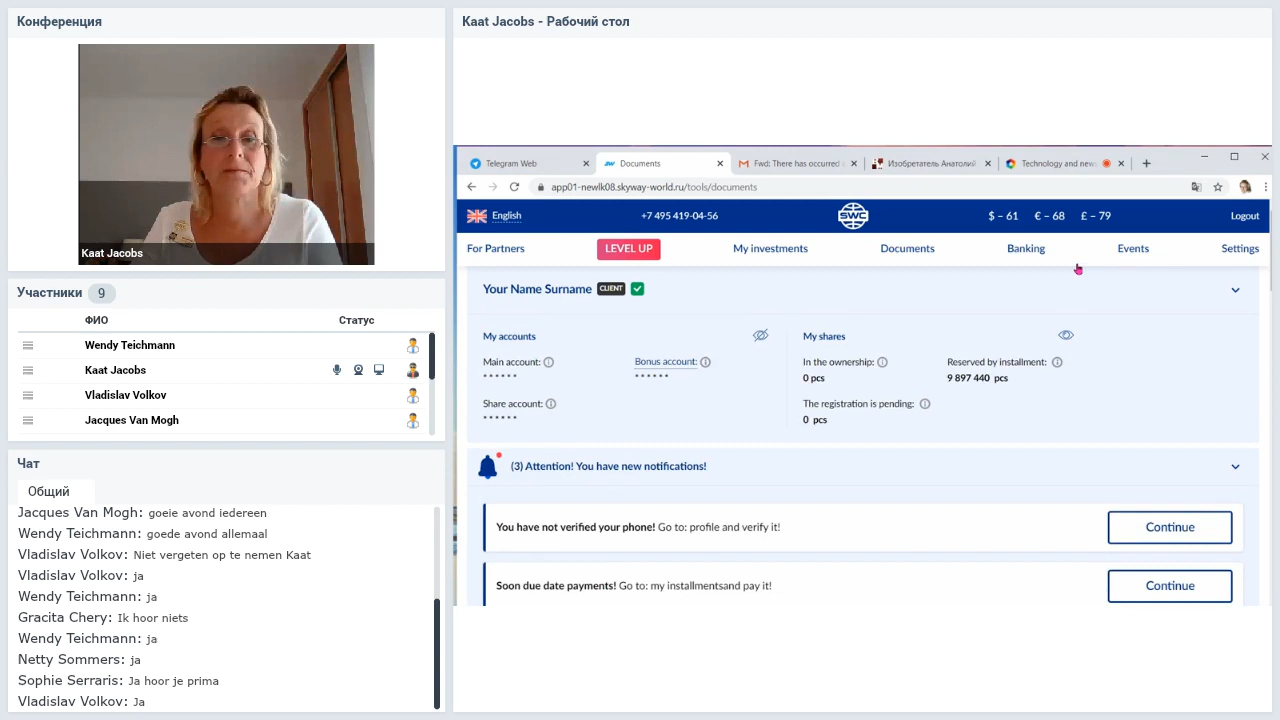 Конференция
Kaat Jacobs
Участники 9
ФИО Статус
Wendy Teichmann
Kaat Jacobs
Vladislav Volkov
Jacques Van Mogh
Чат
Общий
Jacques Van Mogh: goeie avond iedereen
Wendy Teichmann: goede avond allemaal
Vladislav Volkov: Niet vergeten op te nemen Kaat
Vladislav Volkov: ja
Wendy Teichmann: ja
Gracita Chery: Ik hoor niets
Wendy Teichmann: ja
Netty Sommers: ja
Sophie Serraris: Ja hoor je prima
Vladislav Volkov: Ja
Kaat Jacobs - Рабочий стол
Telegram Web Documents Fwd: There has occurred Изобретатель Анатолий Technology and new
app01-newlk08.skyway-world.ru/tools/documents
English +7 495 419-04-56 SWC $ – 61 € – 68 £ – 79 Logout
For Partners LEVEL UP My investments Documents Banking Events Settings
Your Name Surname CLIENT
My accounts My shares
Main account: Bonus account: In the ownership: Reserved by installment:
•••••• •••••• 0 pcs 9 897 440 pcs
Share account: The registration is pending:
•••••• 0 pcs
(3) Attention! You have new notifications!
You have not verified your phone! Go to: profile and verify it! Continue
Soon due date payments! Go to: my installmentsand pay it! Continue